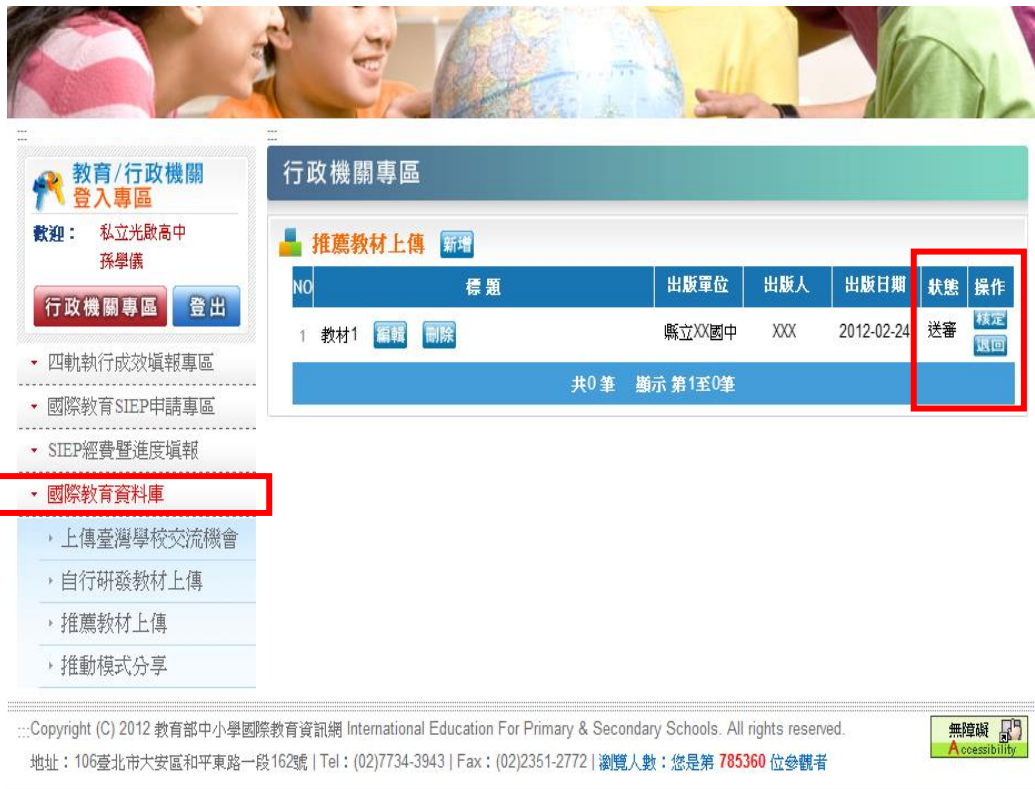 :::
教育/行政機關
登入專區
歡迎： 私立光啟高中
孫學儀
行政機關專區 登出
四軌執行成效填報專區
國際教育SIEP申請專區
SIEP經費暨進度填報
國際教育資料庫
上傳臺灣學校交流機會
自行研發教材上傳
推薦教材上傳
推動模式分享
:::
行政機關專區
推薦教材上傳 新增
NO 標題 出版單位 出版人 出版日期 狀態 操作
1 教材1 編輯 刪除 縣立XX國中 XXX 2012-02-24 送審 核定
退回
共0 筆 顯示 第1至0筆
:::Copyright (C) 2012 教育部中小學國際教育資訊網 International Education For Primary & Secondary Schools. All rights reserved.
地址：106臺北市大安區和平東路一段162號 | Tel：(02)7734-3943 | Fax：(02)2351-2772 | 瀏覽人數：您是第 785360 位參觀者
無障礙
Accessibility